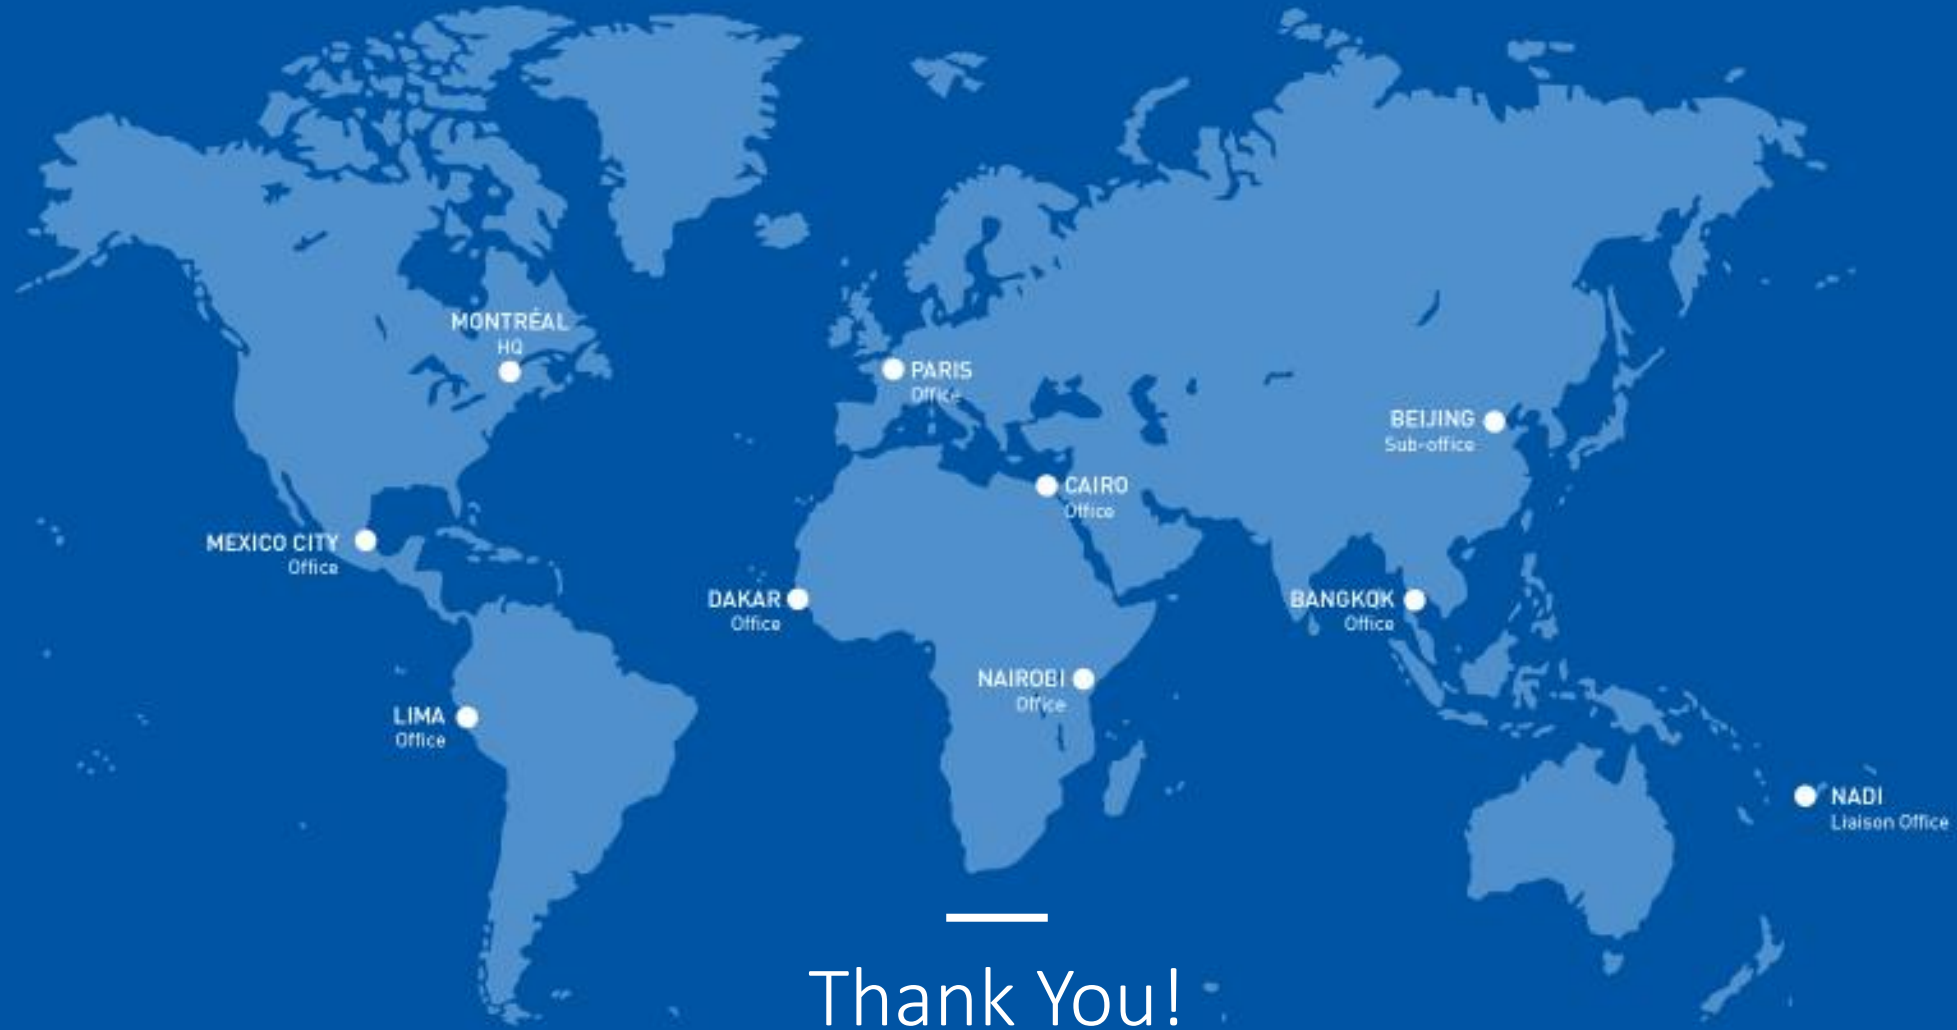 MONTRÉAL
HQ
PARIS
Office
BEIJING
Sub-office
CAIRO
Office
MEXICO CITY
Office
DAKAR
Office
BANGKOK
Office
NAIROBI
Office
LIMA
Office
NADI
Liaison Office
Thank You!